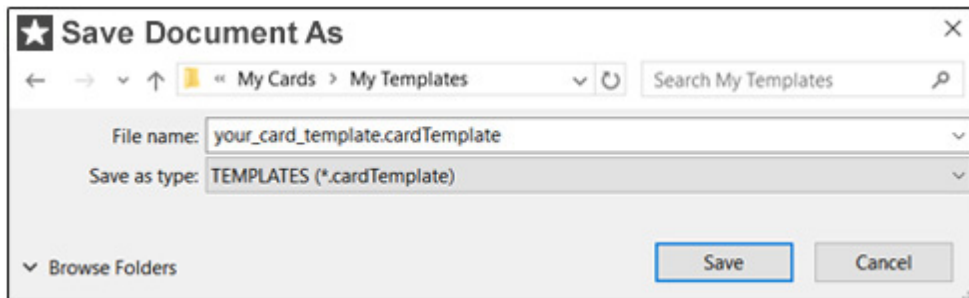 Save Document As
« My Cards > My Templates
Search My Templates
File name: your_card_template.cardTemplate
Save as type: TEMPLATES (*.cardTemplate)
Browse Folders
Save
Cancel